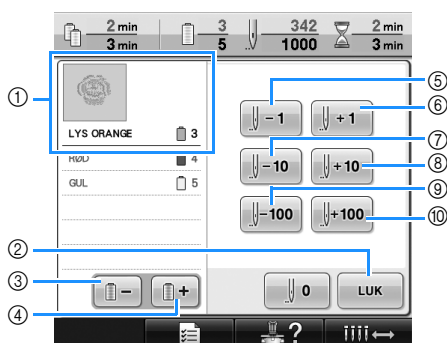 2 min 3 342 2 min
3 min 5 1000 3 min
①
LYS ORANGE 3
RØD 4
GUL 5
- 1 + 1
- 10 + 10
-100 +100
⑤
⑥
⑦
⑧
⑨
⑩
②
③ - +
④
0 LUK
?